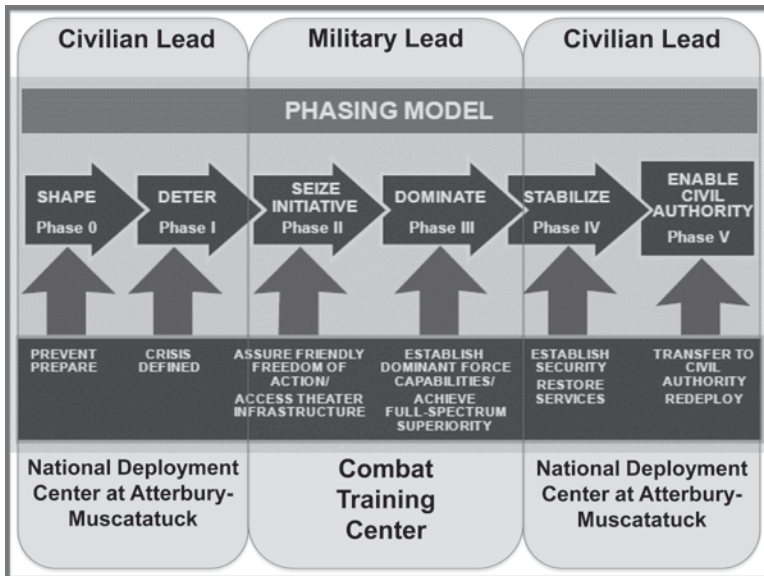 Civilian Lead
Military Lead
Civilian Lead
PHASING MODEL
SHAPE
Phase 0
DETER
Phase I
SEIZE
INITIATIVE
Phase II
DOMINATE
Phase III
STABILIZE
Phase IV
ENABLE
CIVIL
AUTHORITY
Phase V
PREVENT
PREPARE
CRISIS
DEFINED
ASSURE FRIENDLY
FREEDOM OF
ACTION/
ACCESS THEATER
INFRASTRUCTURE
ESTABLISH
DOMINANT FORCE
CAPABILITIES/
ACHIEVE
FULL-SPECTRUM
SUPERIORITY
ESTABLISH
SECURITY
RESTORE
SERVICES
TRANSFER TO
CIVIL
AUTHORITY
REDEPLOY
National Deployment
Center at Atterbury-
Muscatatuck
Combat
Training
Center
National Deployment
Center at Atterbury-
Muscatatuck